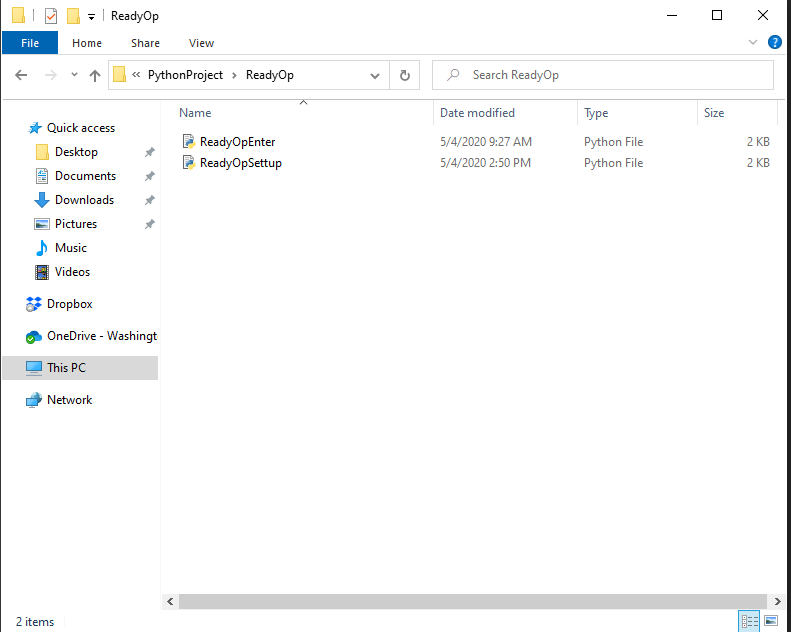 ReadyOp
File Home Share View
« PythonProject > ReadyOp Search ReadyOp
Name Date modified Type Size
Quick access
Desktop
Documents
Downloads
Pictures
Music
Videos
Dropbox
OneDrive - Washingt
This PC
Network
ReadyOpEnter 5/4/2020 9:27 AM Python File 2 KB
ReadyOpSettup 5/4/2020 2:50 PM Python File 2 KB
2 items